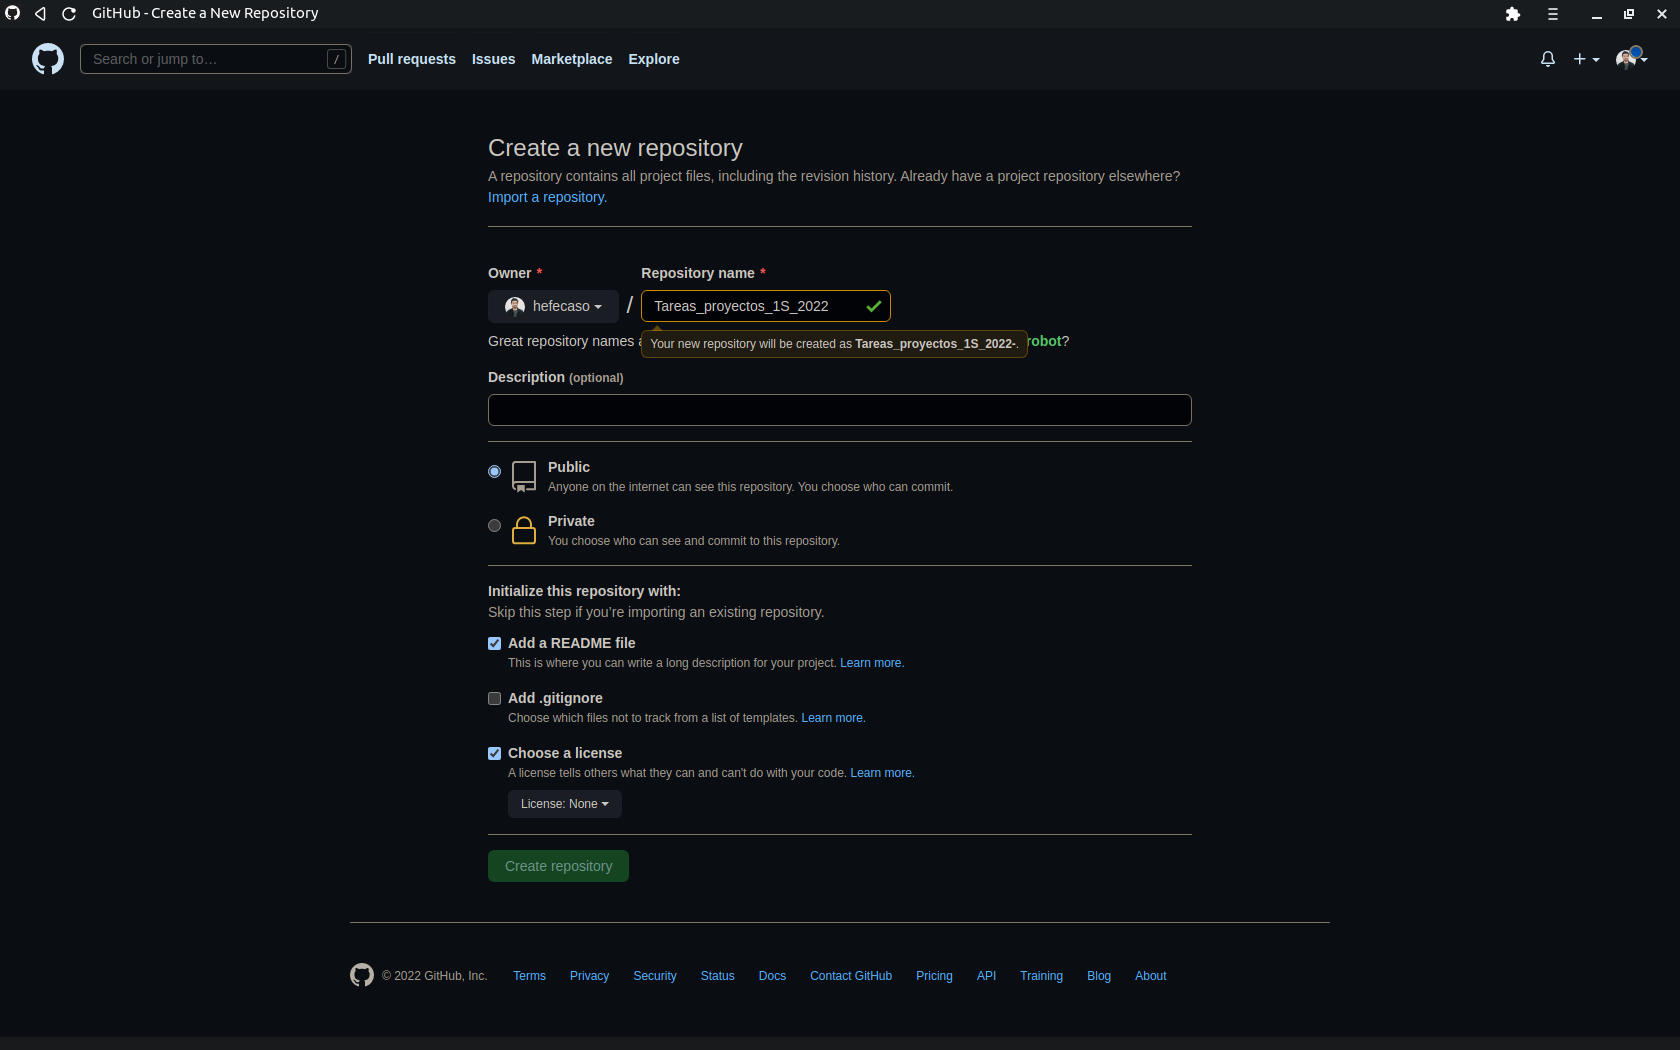 GitHub - Create a New Repository
Search or jump to… /
Pull requests Issues Marketplace Explore
Create a new repository
A repository contains all project files, including the revision history. Already have a project repository elsewhere?
Import a repository.
Owner * Repository name *
hefecaso / Tareas_proyectos_1S_2022
Great repository names robot?
Your new repository will be created as Tareas_proyectos_1S_2022-.
Description (optional)
Public
Anyone on the internet can see this repository. You choose who can commit.
Private
You choose who can see and commit to this repository.
Initialize this repository with:
Skip this step if you’re importing an existing repository.
Add a README file
This is where you can write a long description for your project. Learn more.
Add .gitignore
Choose which files not to track from a list of templates. Learn more.
Choose a license
A license tells others what they can and can't do with your code. Learn more.
License: None
Create repository
© 2022 GitHub, Inc. Terms Privacy Security Status Docs Contact GitHub Pricing API Training Blog About